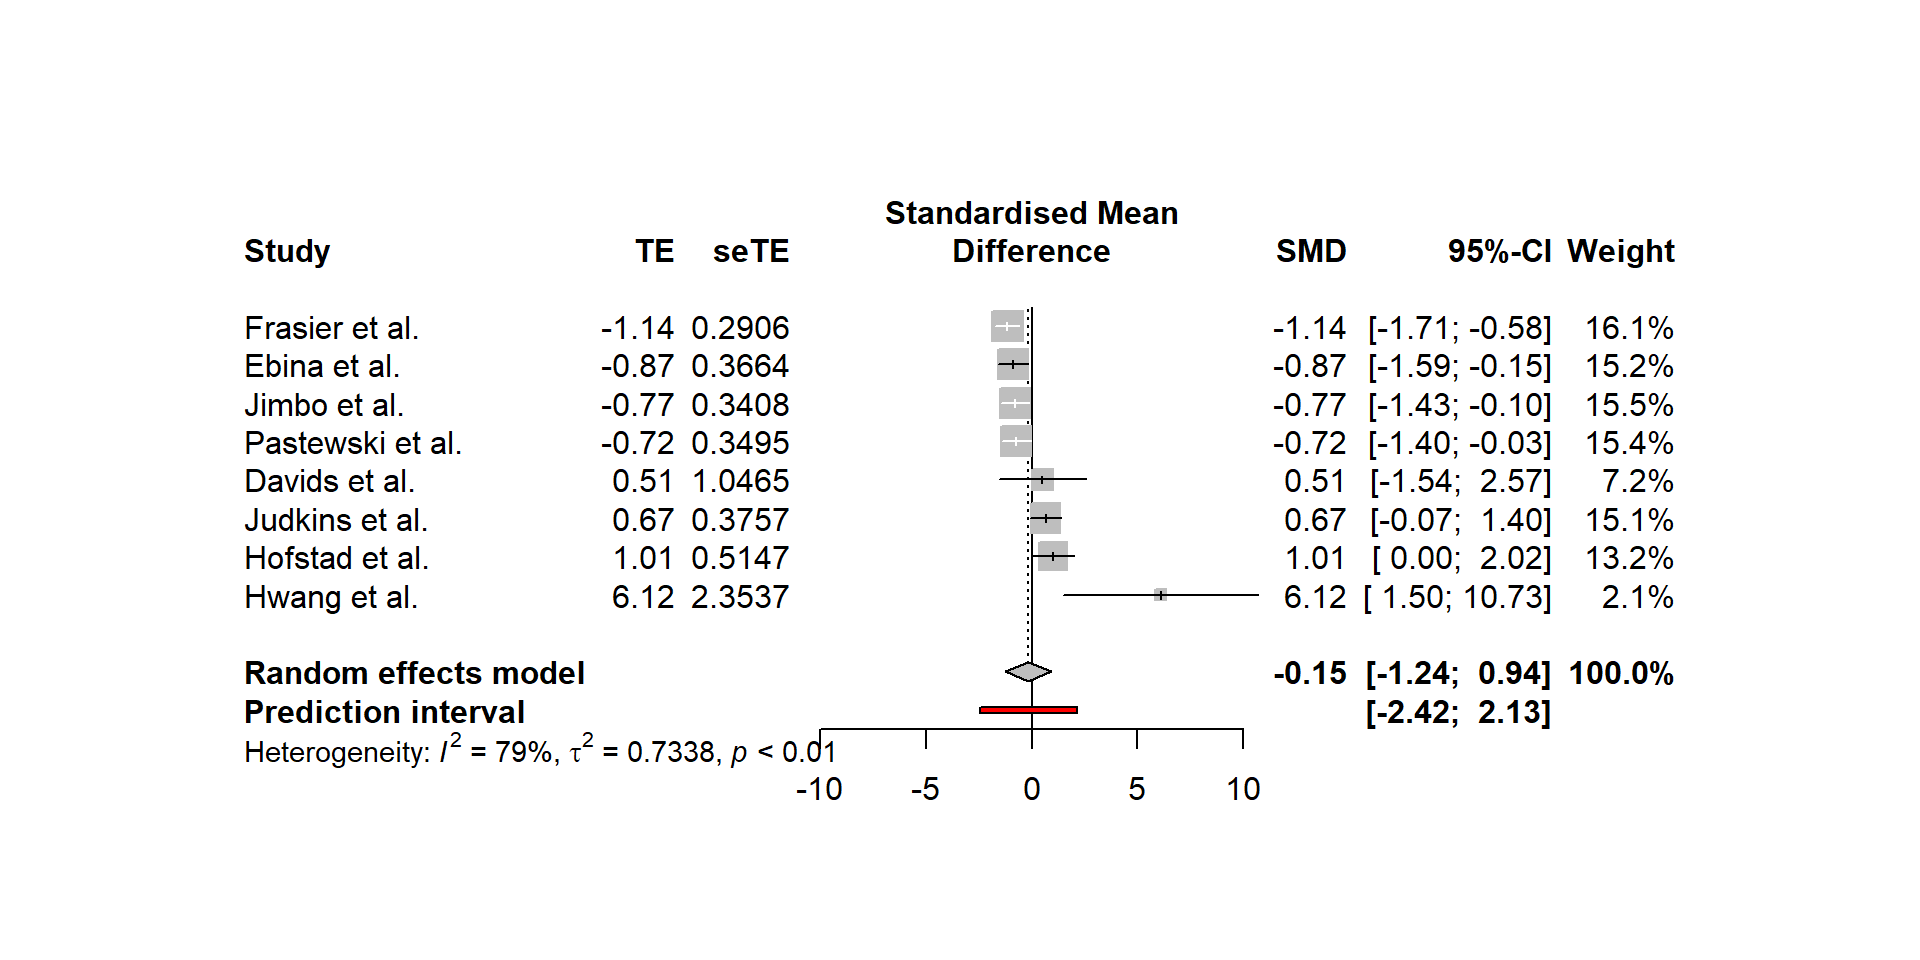 Standardised Mean
Study TE seTE Difference SMD 95%-CI Weight
Frasier et al. -1.14 0.2906 -1.14 [-1.71; -0.58] 16.1%
Ebina et al. -0.87 0.3664 -0.87 [-1.59; -0.15] 15.2%
Jimbo et al. -0.77 0.3408 -0.77 [-1.43; -0.10] 15.5%
Pastewski et al. -0.72 0.3495 -0.72 [-1.40; -0.03] 15.4%
Davids et al. 0.51 1.0465 0.51 [-1.54; 2.57] 7.2%
Judkins et al. 0.67 0.3757 0.67 [-0.07; 1.40] 15.1%
Hofstad et al. 1.01 0.5147 1.01 [ 0.00; 2.02] 13.2%
Hwang et al. 6.12 2.3537 6.12 [ 1.50; 10.73] 2.1%
Random effects model -0.15 [-1.24; 0.94] 100.0%
Prediction interval [-2.42; 2.13]
Heterogeneity: I² = 79%, τ² = 0.7338, p < 0.01
-10 -5 0 5 10